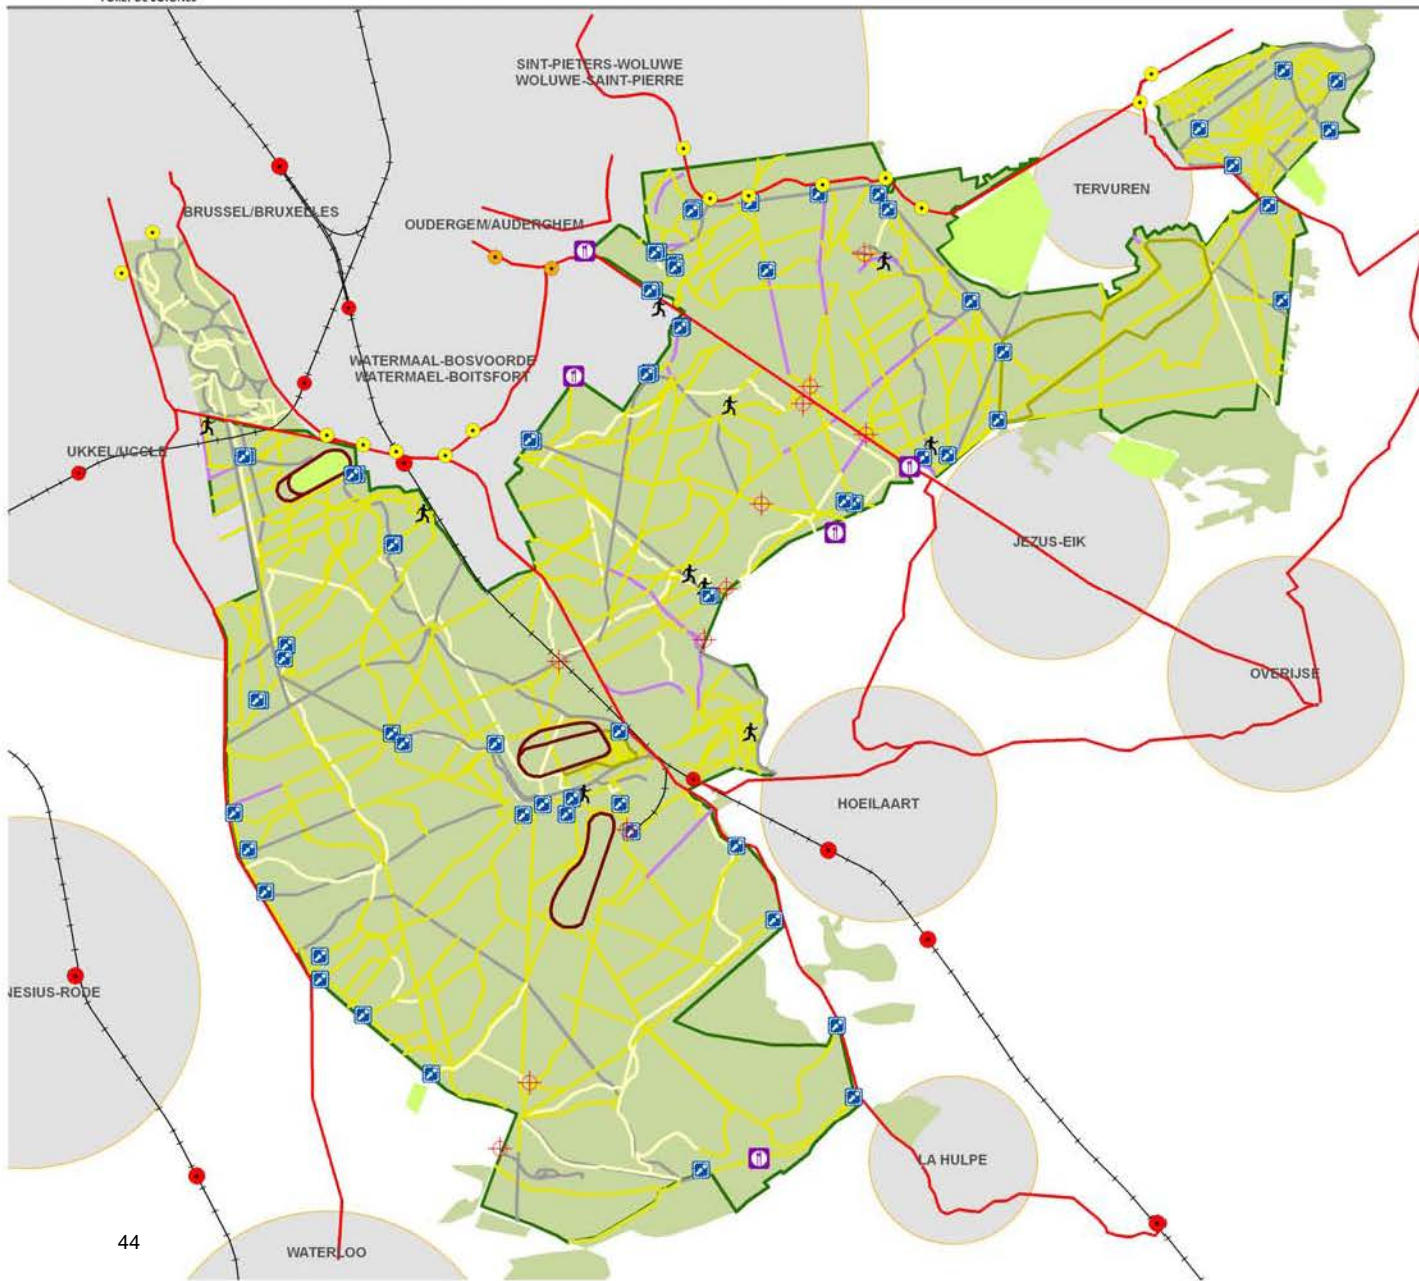 SINT-PIETERS-WOLUWE
WOLUWE-SAINT-PIERRE
TERVUREN
BRUSSEL/BRUXELLES
OUDERGEM/AUDERGHEM
WATERMAAL-BOSVOORDE
WATERMAEL-BOITSFORT
UKKEL/UCCLE
JEZUS-EIK
OVERIJSE
HOEILAART
NESIUS-RODE
LA HULPE
WATERLOO
44